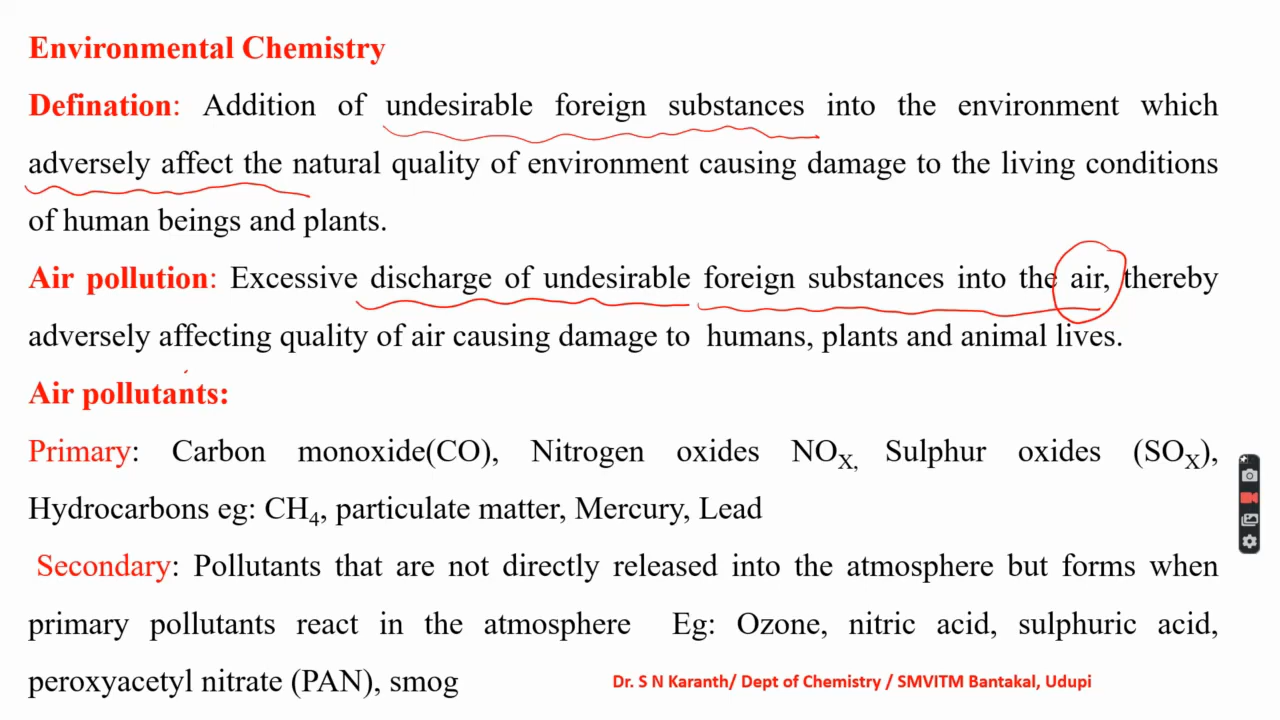 Environmental Chemistry
Defination: Addition of undesirable foreign substances into the environment which
adversely affect the natural quality of environment causing damage to the living conditions
of human beings and plants.
Air pollution: Excessive discharge of undesirable foreign substances into the air, thereby
adversely affecting quality of air causing damage to humans, plants and animal lives.
Air pollutants:
Primary: Carbon monoxide(CO), Nitrogen oxides NOX, Sulphur oxides (SOX),
Hydrocarbons eg: CH4, particulate matter, Mercury, Lead
Secondary: Pollutants that are not directly released into the atmosphere but forms when
primary pollutants react in the atmosphere Eg: Ozone, nitric acid, sulphuric acid,
peroxyacetyl nitrate (PAN), smog
Dr. S N Karanth/ Dept of Chemistry / SMVITM Bantakal, Udupi